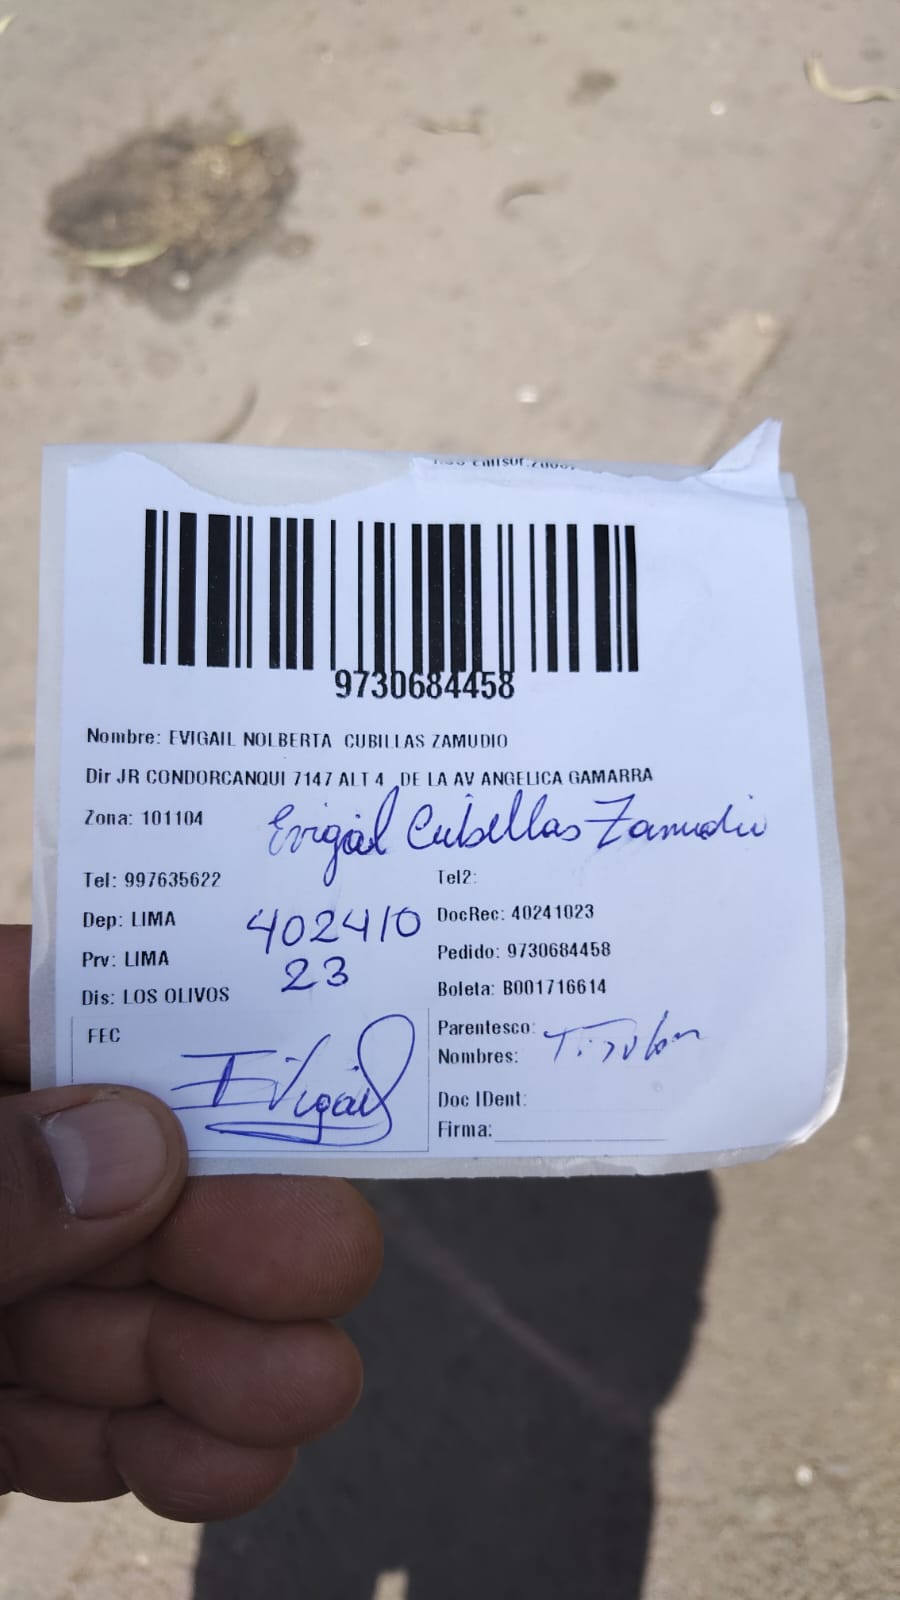 9730684458
Nombre: EVIGAIL NOLBERTA CUBILLAS ZAMUDIO
Dir JR CONDORCANQUI 7147 ALT 4 DE LA AV ANGELICA GAMARRA
Zona: 101104
Evigail Cubillas Zamudio
Tel: 997635622
Tel2:
Dep: LIMA
402410
DocRec: 40241023
Prv: LIMA
23
Pedido: 9730684458
Dis: LOS OLIVOS
Boleta: B001716614
FEC
Parentesco:
Nombres:
Evigail
Doc IDent:
Firma: